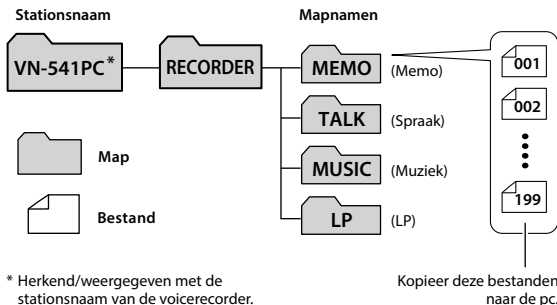 Stationsnaam
Mapnamen
VN-541PC*
RECORDER
MEMO (Memo)
TALK (Spraak)
MUSIC (Muziek)
LP (LP)
001
002
199
Map
Bestand
* Herkend/weergegeven met de
stationsnaam van de voicerecorder.
Kopieer deze bestanden
naar de pc.